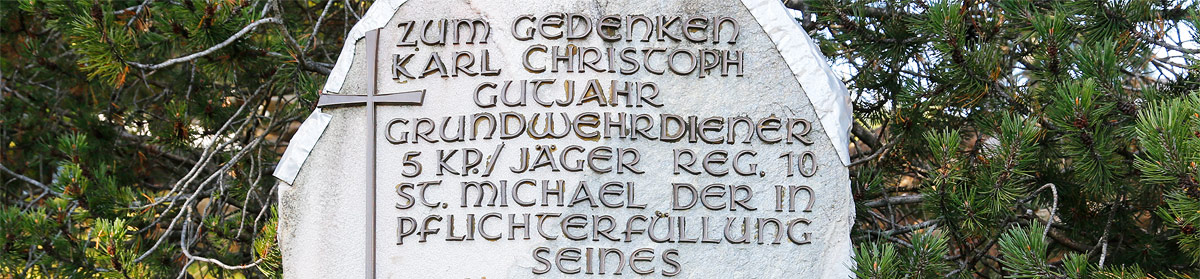 ZUM GEDENKEN
KARL CHRISTOPH
GUTJAHR
GRUNDWEHRDIENER
5 KP./JÄGER REG. 10
ST. MICHAEL DER IN
PFLICHTERFÜLLUNG
SEINES